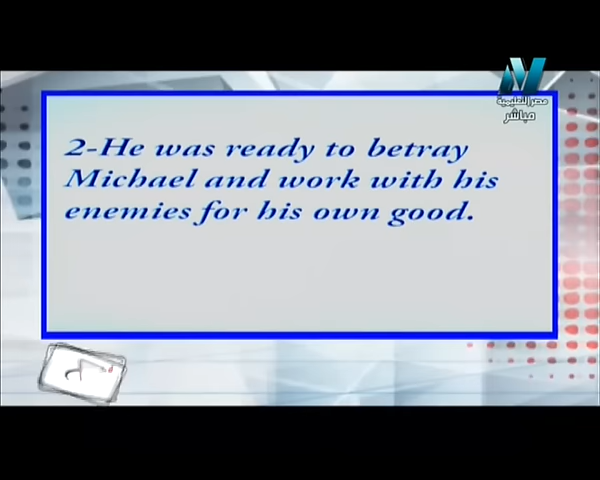 مصر التعليمية
مباشر
2-He was ready to betray
Michael and work with his
enemies for his own good.